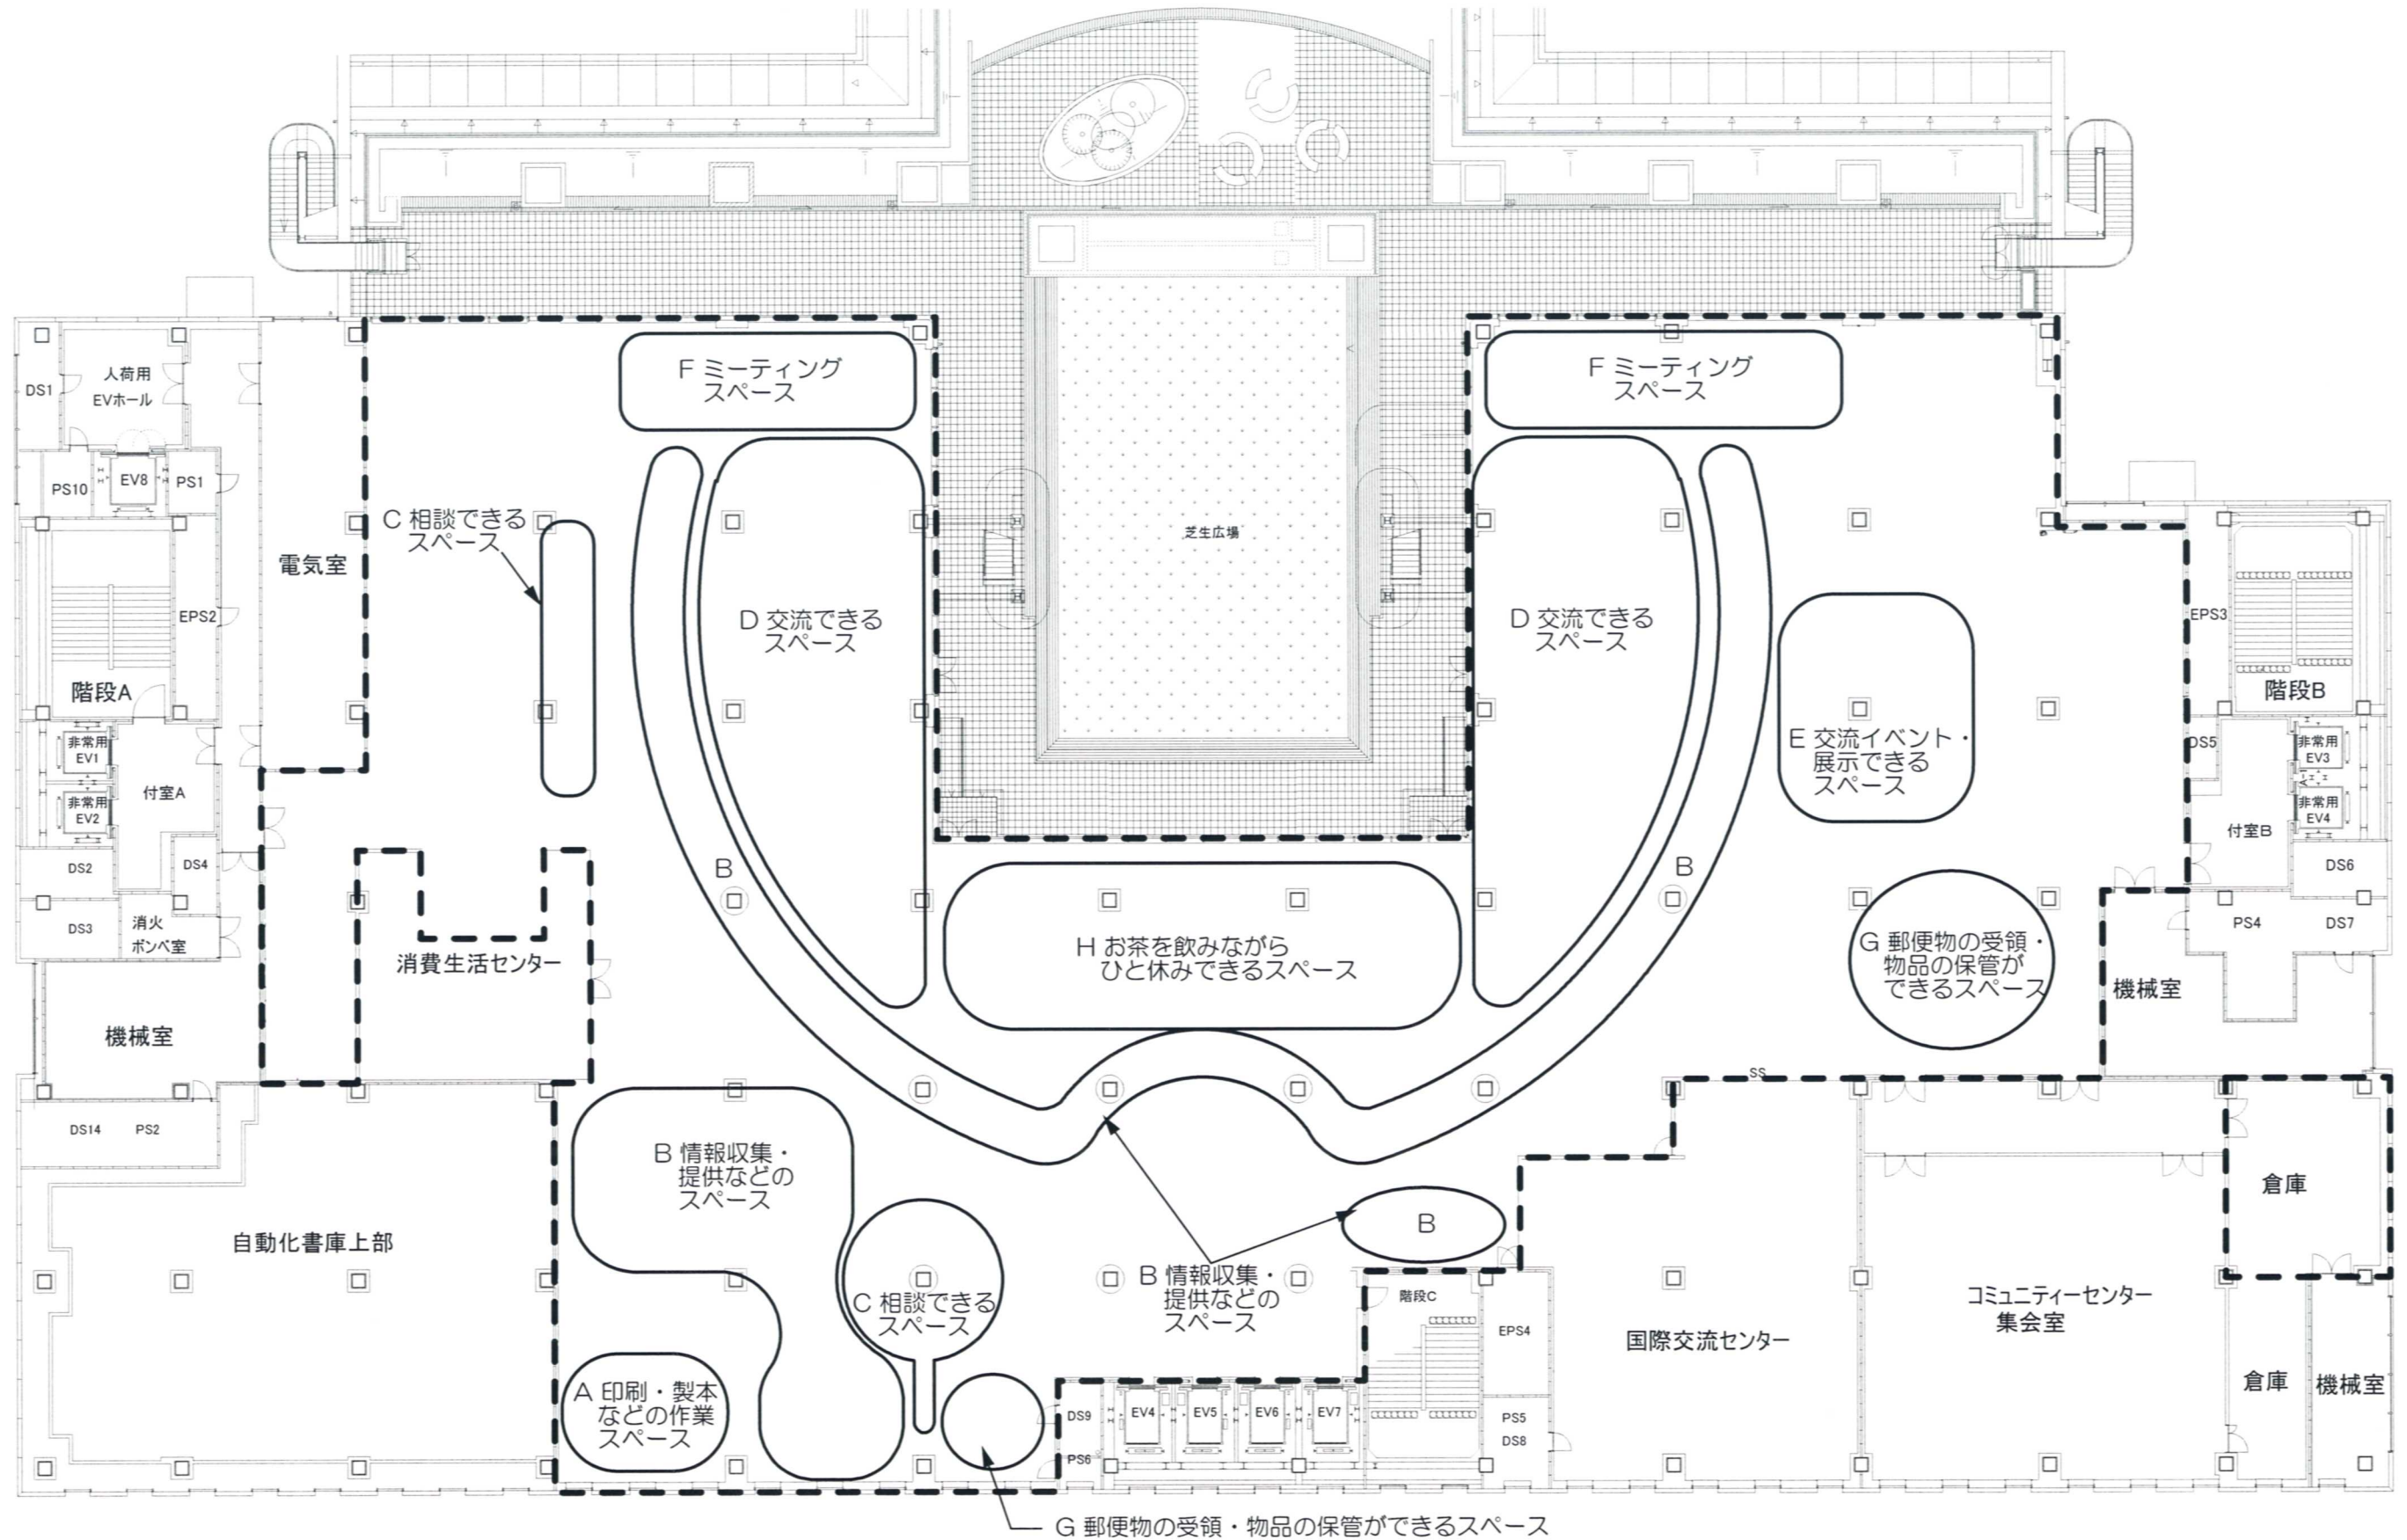 F ミーティング
スペース
F ミーティング
スペース
DS1
人荷用
EVホール
PS10
EV8
PS1
C 相談できる
スペース
芝生広場
電気室
EPS2
D 交流できる
スペース
D 交流できる
スペース
EPS3
階段A
階段B
非常用
EV1
非常用
EV2
付室A
E 交流イベント・
展示できる
スペース
DS5
非常用
EV3
非常用
EV4
付室B
DS2
DS4
B
B
DS6
DS3
消火
ボンベ室
消費生活センター
H お茶を飲みながら
ひと休みできるスペース
G 郵便物の受領・
物品の保管が
できるスペース
PS4
DS7
機械室
機械室
SS
DS14
PS2
B 情報収集・
提供などの
スペース
倉庫
自動化書庫上部
B
C 相談できる
スペース
B 情報収集・
提供などの
スペース
階段C
EPS4
国際交流センター
コミュニティーセンター
集会室
A 印刷・製本
などの作業
スペース
DS9
PS6
EV4
EV5
EV6
EV7
PS5
DS8
倉庫
機械室
G 郵便物の受領・物品の保管ができるスペース